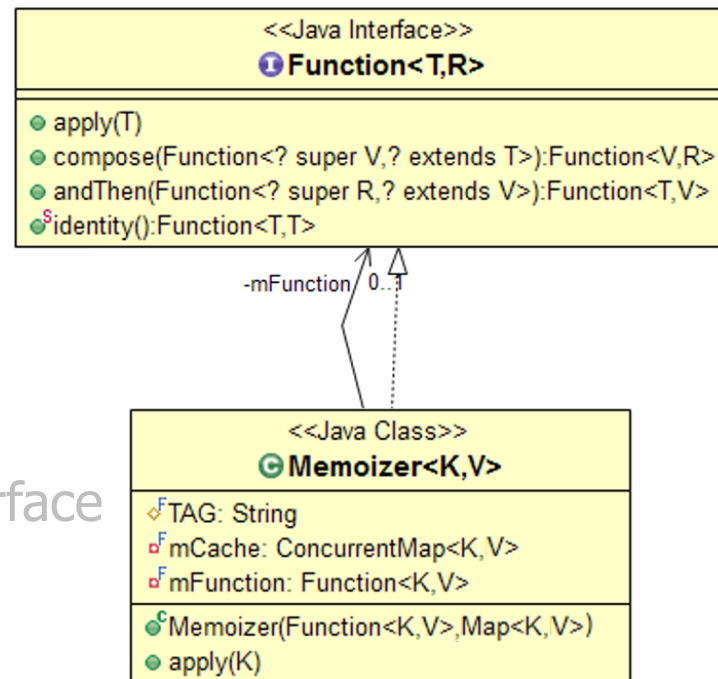 <<Java Interface>>
Function<T,R>
apply(T)
compose(Function<? super V,? extends T>):Function<V,R>
andThen(Function<? super R,? extends V>):Function<T,V>
identity():Function<T,T>
-mFunction 0..1
<<Java Class>>
Memoizer<K,V>
rface
TAG: String
mCache: ConcurrentMap<K,V>
mFunction: Function<K,V>
Memoizer(Function<K,V>,Map<K,V>)
apply(K)